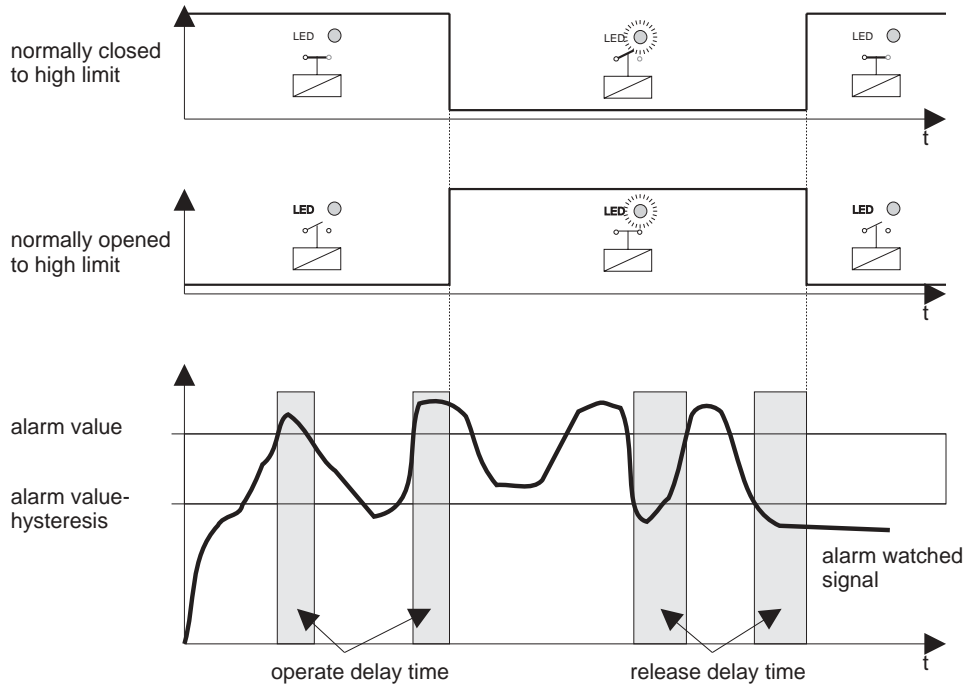 LED
LED
LED
normally closed
to high limit
t
LED
LED
LED
normally opened
to high limit
t
alarm value
alarm value-
hysteresis
alarm watched
signal
t
operate delay time
release delay time